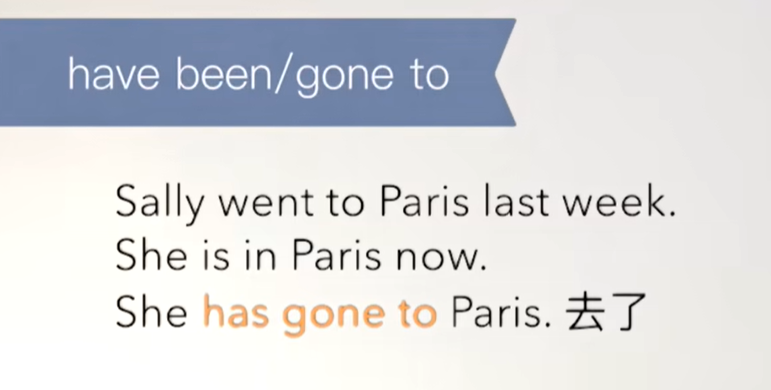 have been/gone to
Sally went to Paris last week.
She is in Paris now.
She has gone to Paris. 去了